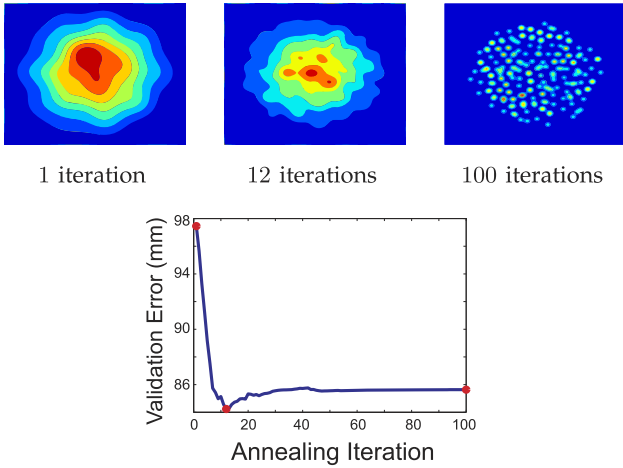 1 iteration
12 iterations
100 iterations
98
94
90
86
0
20
40
60
80
100
Validation Error (mm)
Annealing Iteration